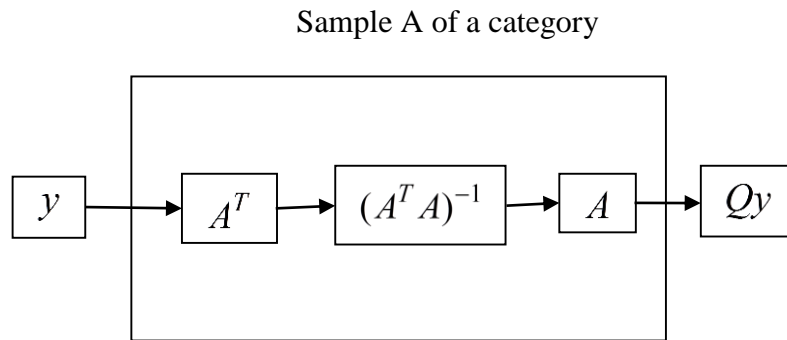 Sample A of a category
y
A^T
(A^T A)^{-1}
A
Qy